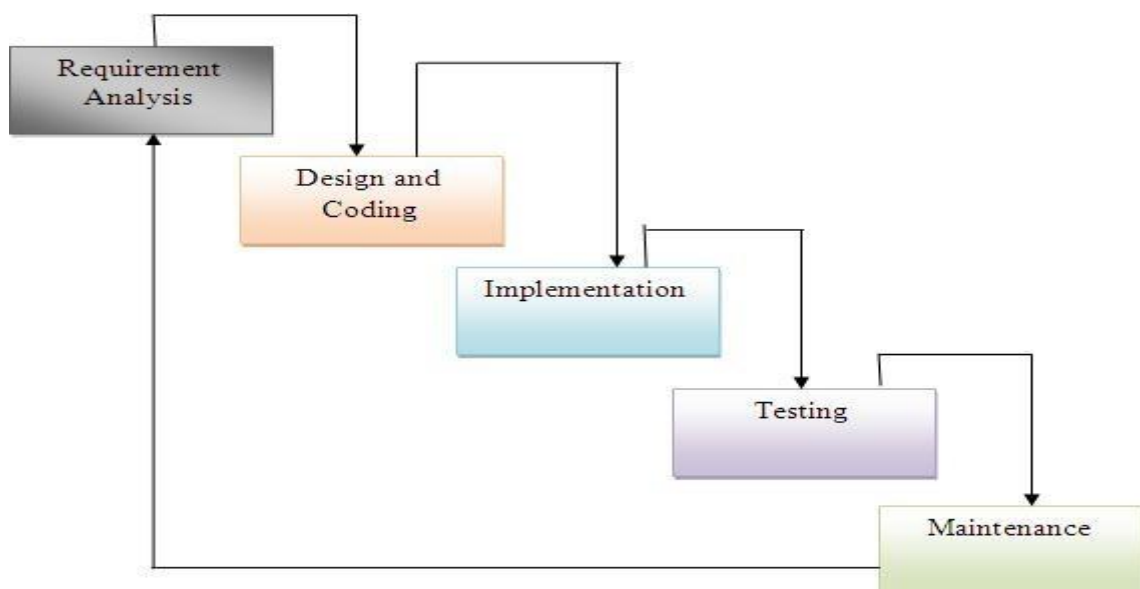 Requirement
Analysis
Design and
Coding
Implementation
Testing
Maintenance